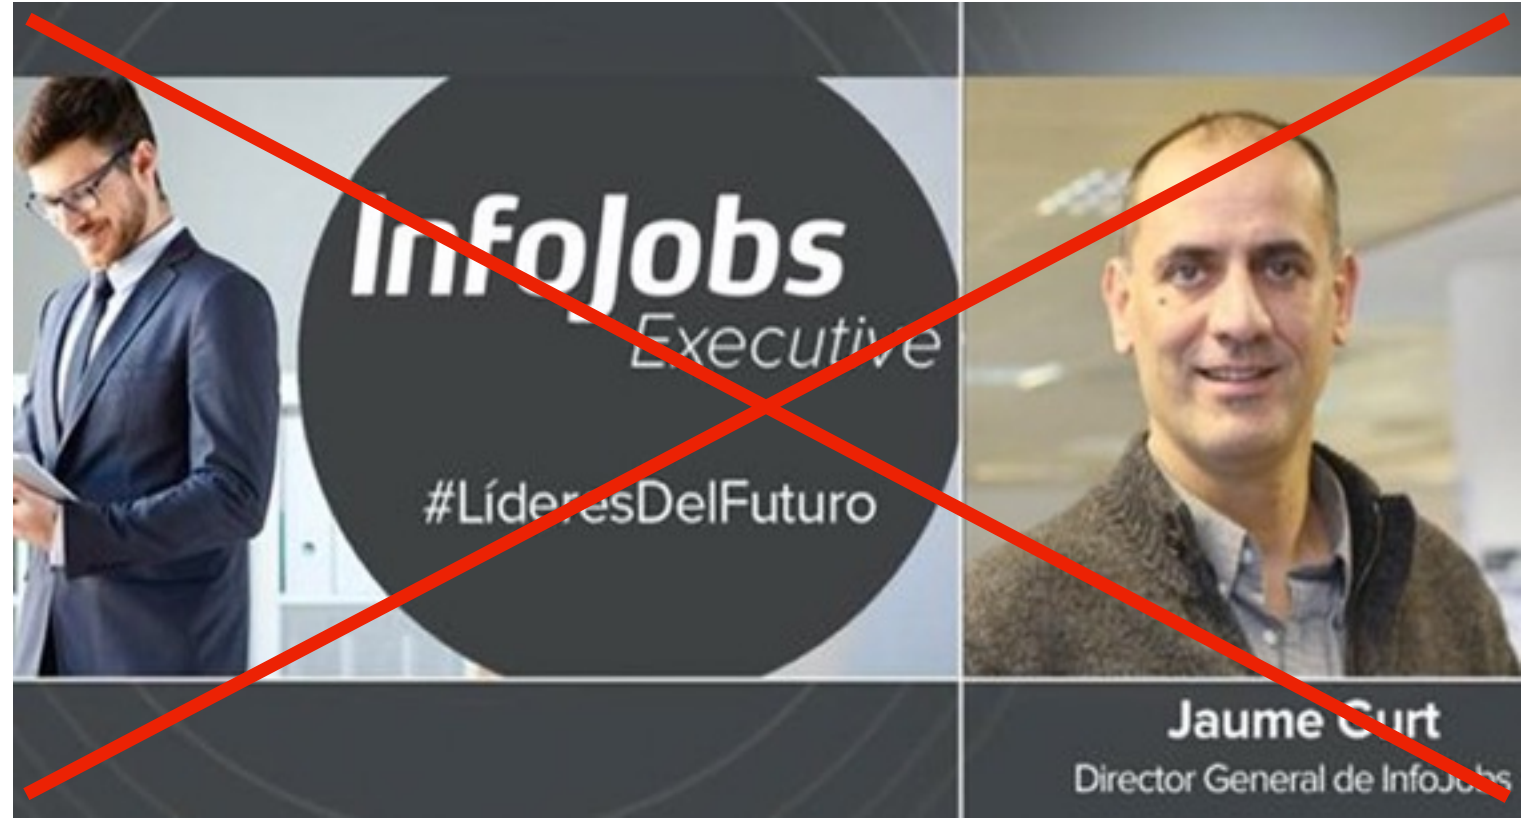 InfoJobs
Executive
#LíderesDelFuturo
Jaume Gurt
Director General de InfoJobs